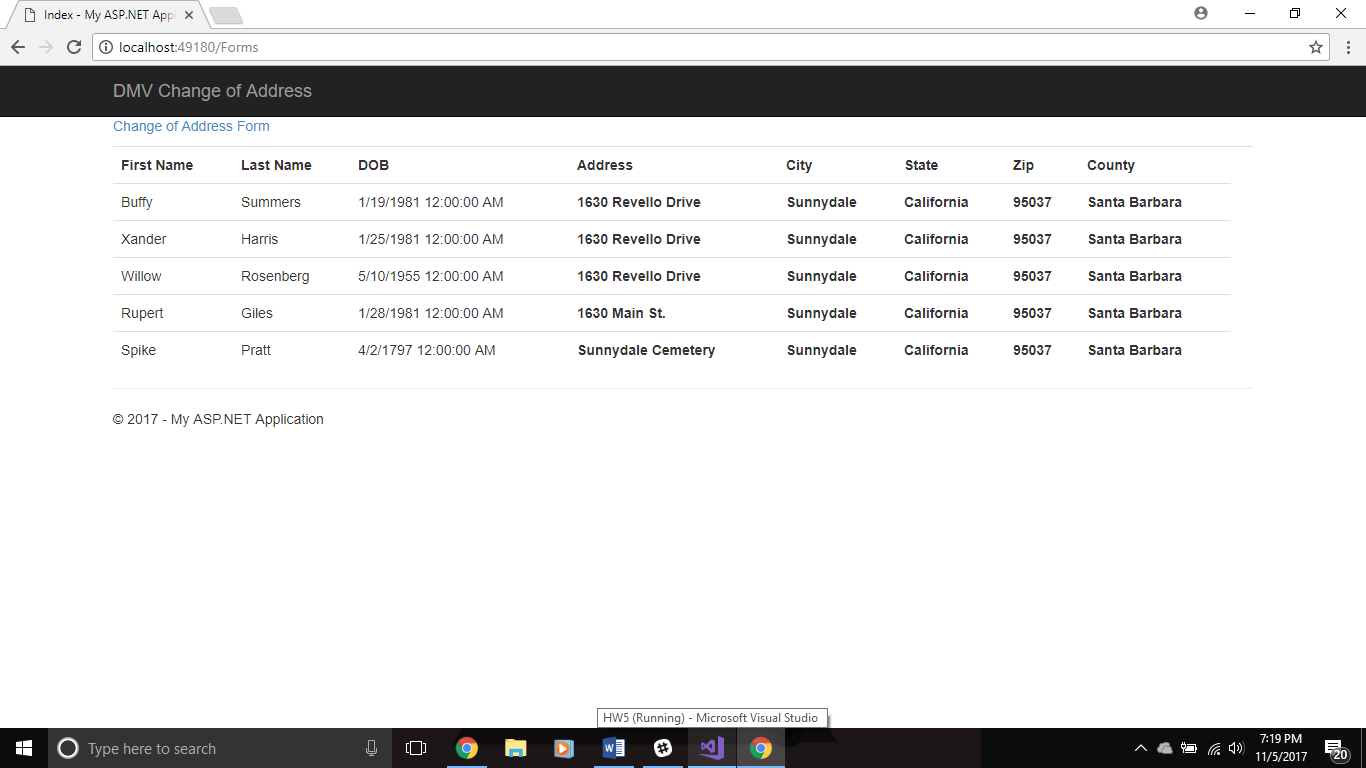 Index - My ASP.NET App
localhost:49180/Forms
DMV Change of Address
Change of Address Form
First Name Last Name DOB Address City State Zip County
Buffy Summers 1/19/1981 12:00:00 AM 1630 Revello Drive Sunnydale California 95037 Santa Barbara
Xander Harris 1/25/1981 12:00:00 AM 1630 Revello Drive Sunnydale California 95037 Santa Barbara
Willow Rosenberg 5/10/1955 12:00:00 AM 1630 Revello Drive Sunnydale California 95037 Santa Barbara
Rupert Giles 1/28/1981 12:00:00 AM 1630 Main St. Sunnydale California 95037 Santa Barbara
Spike Pratt 4/2/1797 12:00:00 AM Sunnydale Cemetery Sunnydale California 95037 Santa Barbara
© 2017 - My ASP.NET Application
HW5 (Running) - Microsoft Visual Studio
Type here to search
7:19 PM
11/5/2017
20